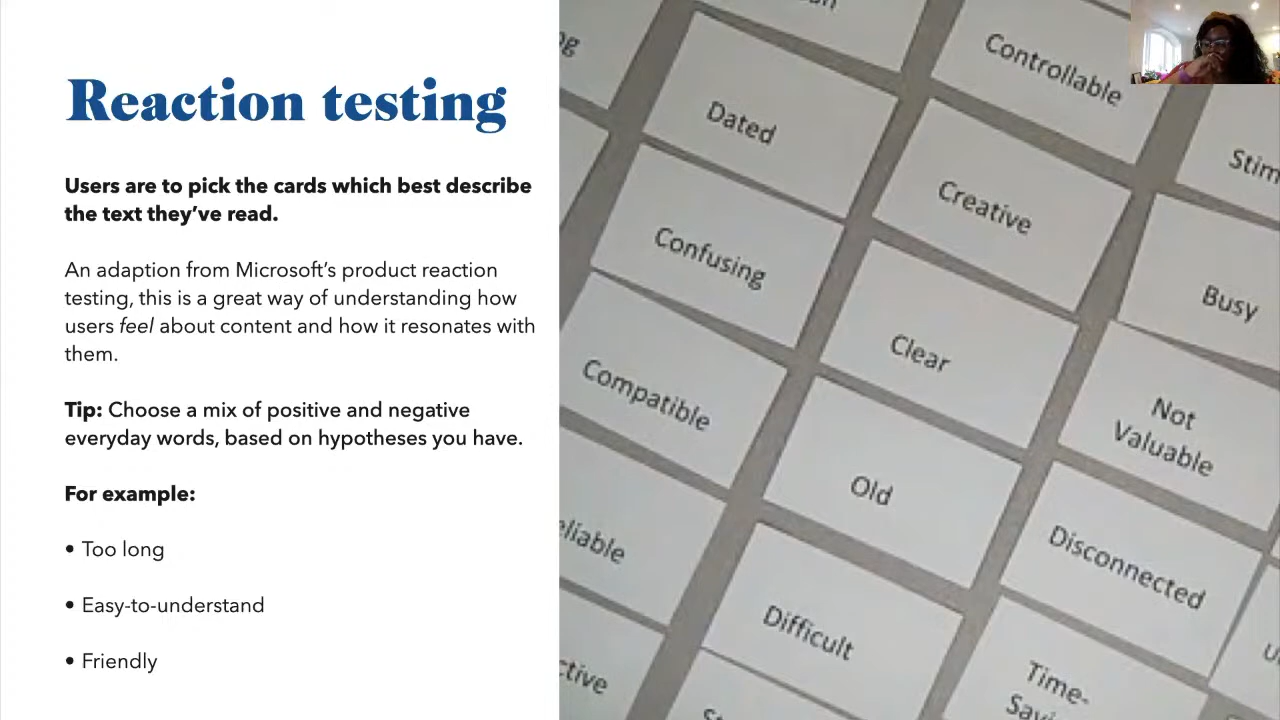 Reaction testing
Users are to pick the cards which best describe
the text they’ve read.
An adaption from Microsoft’s product reaction
testing, this is a great way of understanding how
users feel about content and how it resonates with
them.
Tip: Choose a mix of positive and negative
everyday words, based on hypotheses you have.
For example:
• Too long
• Easy-to-understand
• Friendly
Controllable
Dated
Creative
Confusing
Busy
Clear
Compatible
Not
Valuable
Old
Disconnected
Difficult
Time-